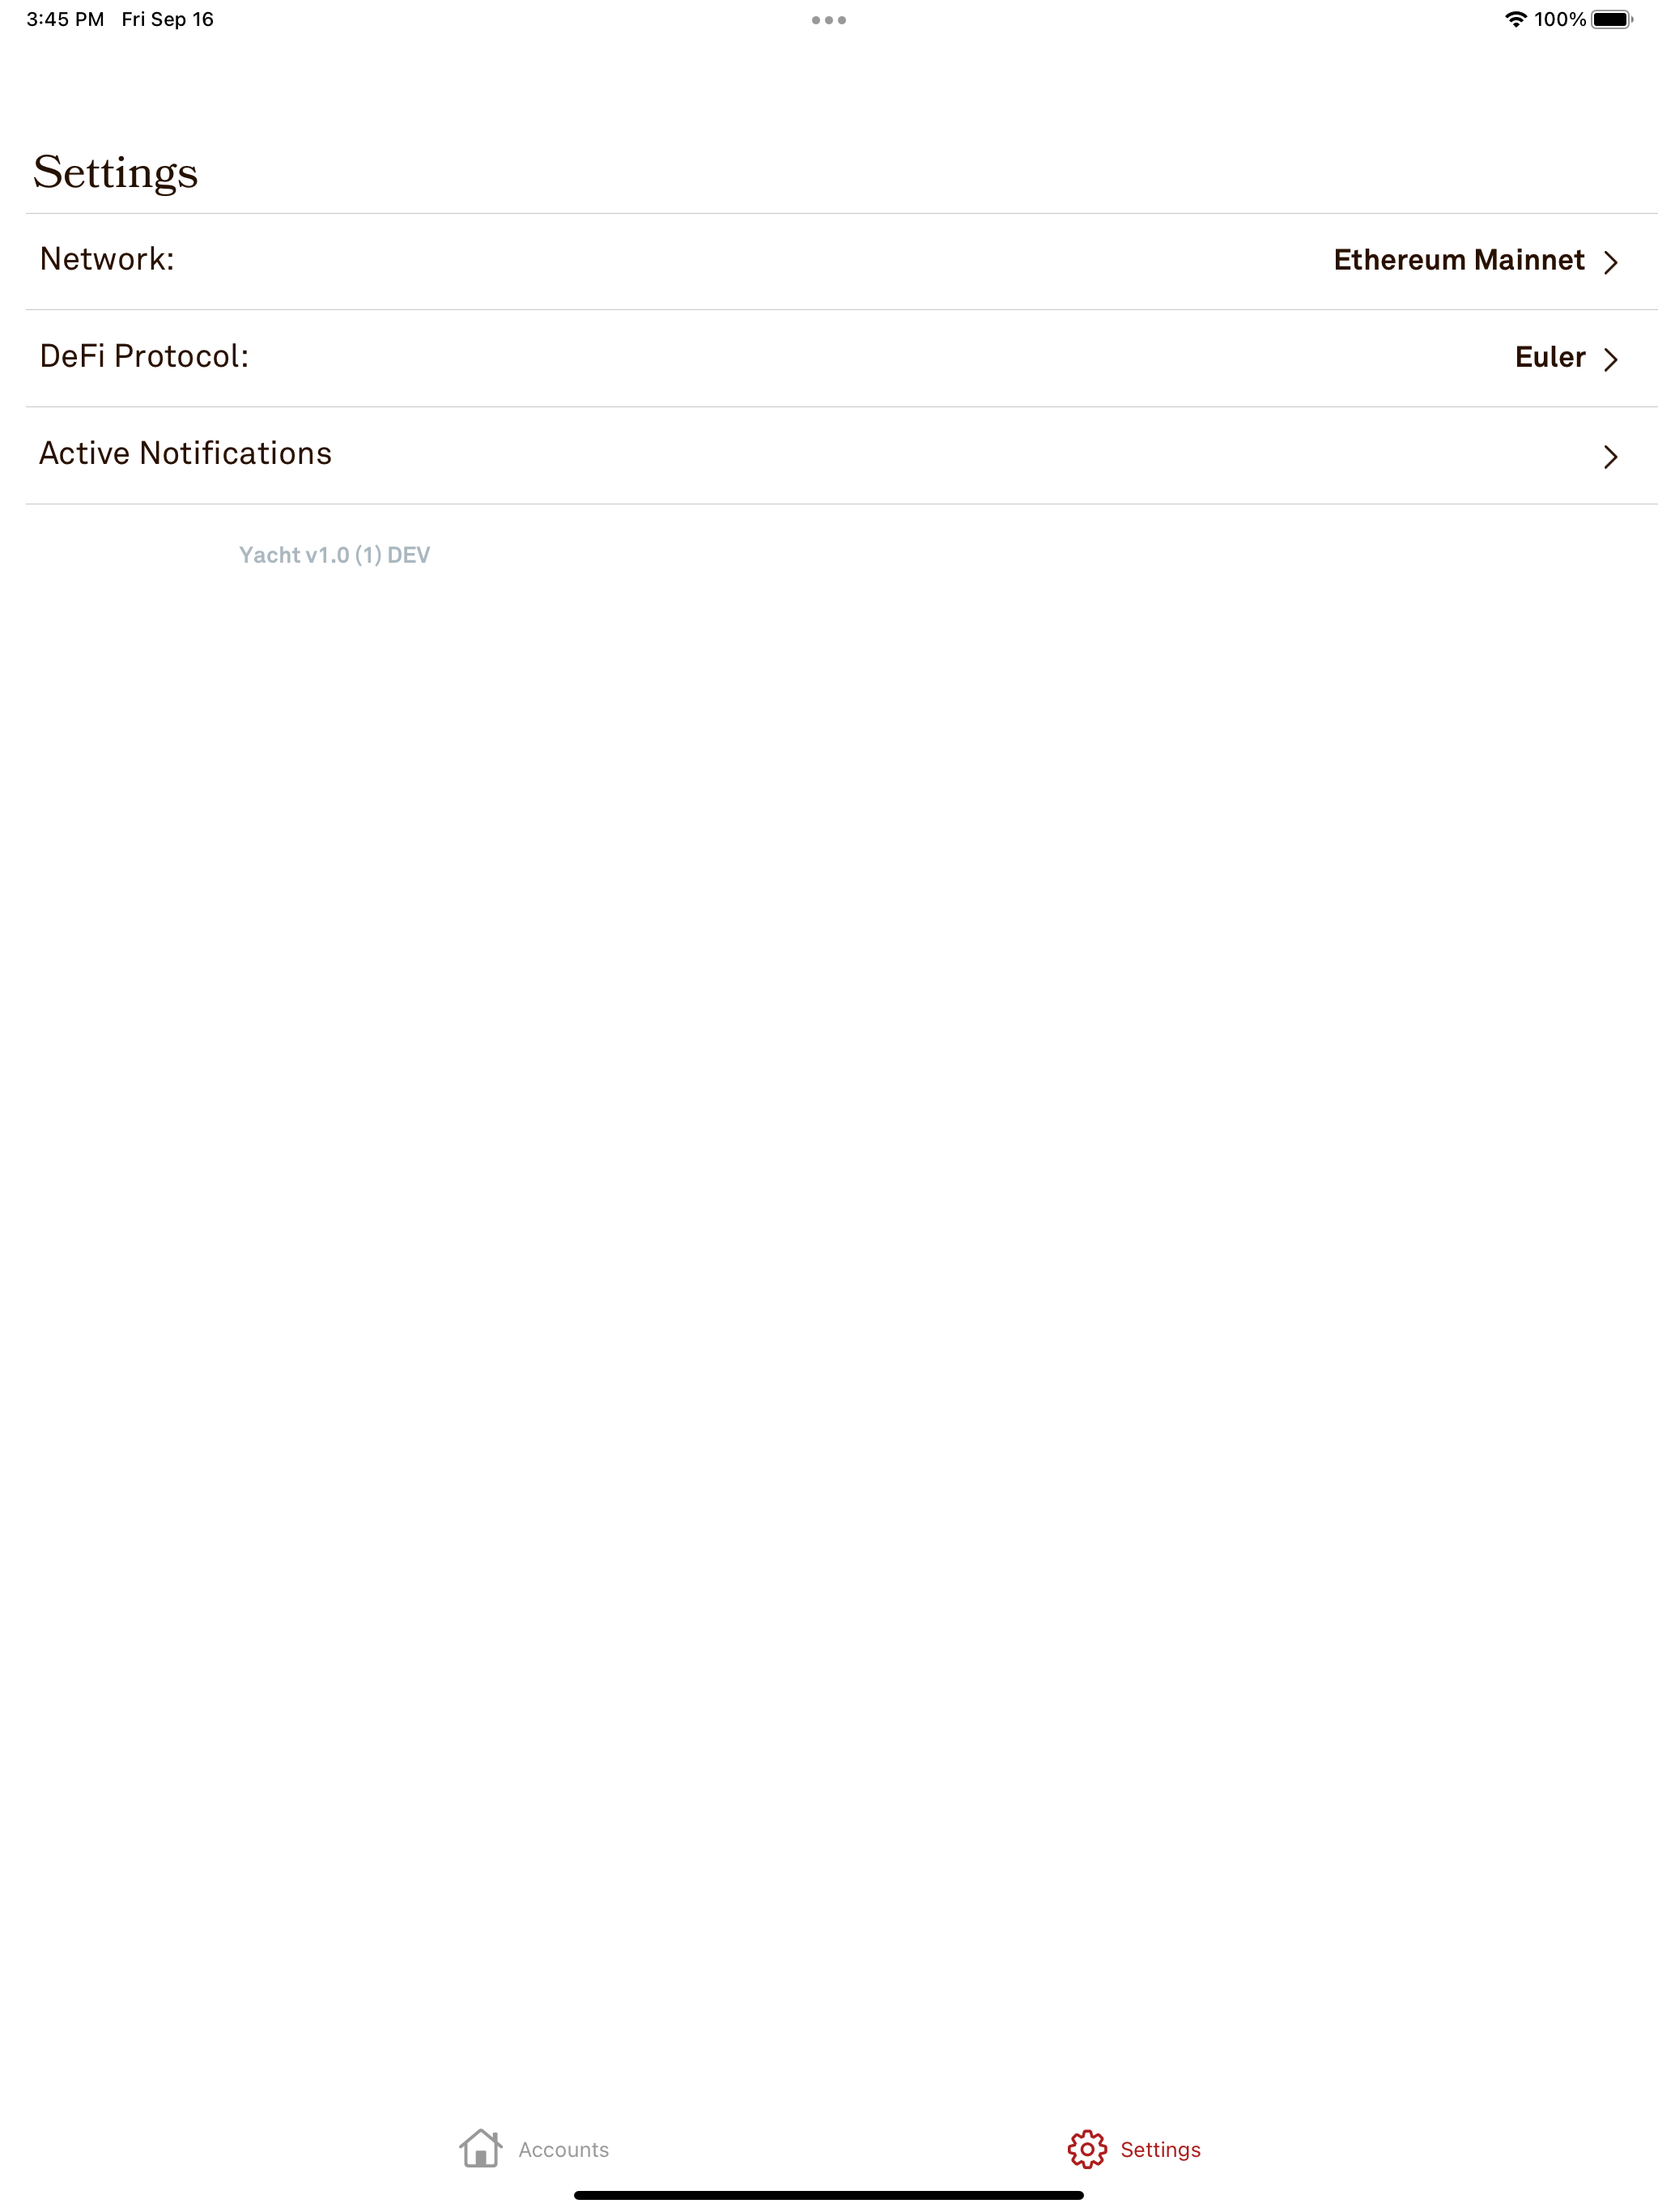 3:45 PM Fri Sep 16 100%
Settings
Network: Ethereum Mainnet
DeFi Protocol: Euler
Active Notifications
Yacht v1.0 (1) DEV
Accounts Settings